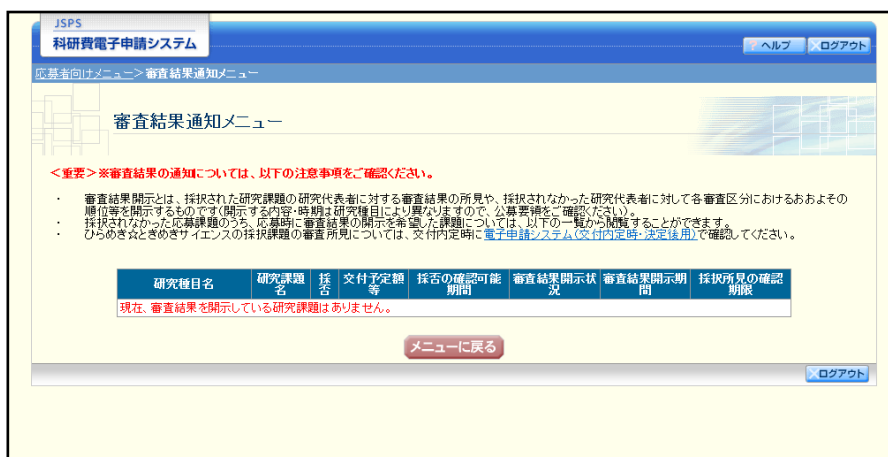 JSPS
科研費電子申請システム
? ヘルプ
ログアウト
応募者向けメニュー>審査結果通知メニュー
審査結果通知メニュー
<重要>※審査結果の通知については、以下の注意事項をご確認ください。
・ 審査結果開示とは、採択された研究課題の研究代表者に対する審査結果の所見や、採択されなかった研究代表者に対して各審査区分におけるおおよその
順位等を開示するものです(開示する内容・時期は研究種目により異なりますので、公募要領をご確認ください)。
・ 採択されなかった応募課題のうち、応募時に審査結果の開示を希望した課題については、以下の一覧から閲覧することができます。
・ ひらめき☆ときめきサイエンスの採択課題の審査所見については、交付内定時に電子申請システム(交付内定時・決定後用)で確認してください。
研究種目名
研究課題
名
採
否
交付予定額
等
採否の確認可能
期間
審査結果開示状
況
審査結果開示期
間
採択所見の確認
期限
現在、審査結果を開示している研究課題はありません。
メニューに戻る
ログアウト